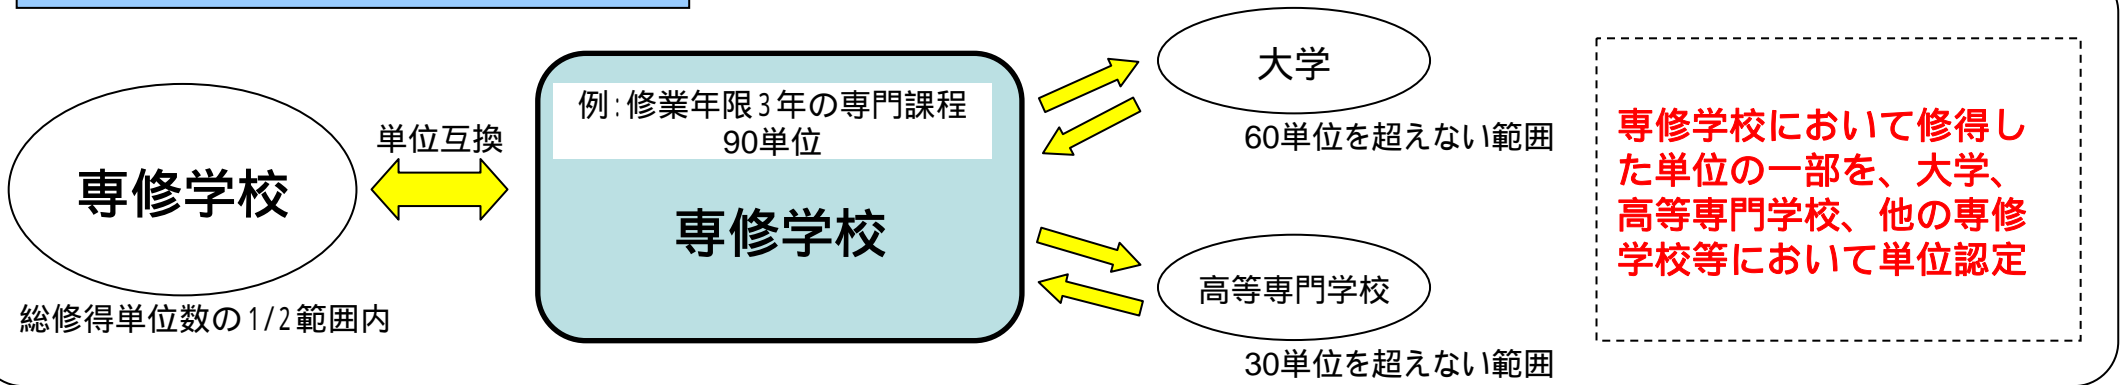 専修学校
総修得単位数の1/2範囲内
単位互換
例:修業年限3年の専門課程
90単位
専修学校
大学
60単位を超えない範囲
高等専門学校
30単位を超えない範囲
専修学校において修得し
た単位の一部を、大学、
高等専門学校、他の専修
学校等において単位認定